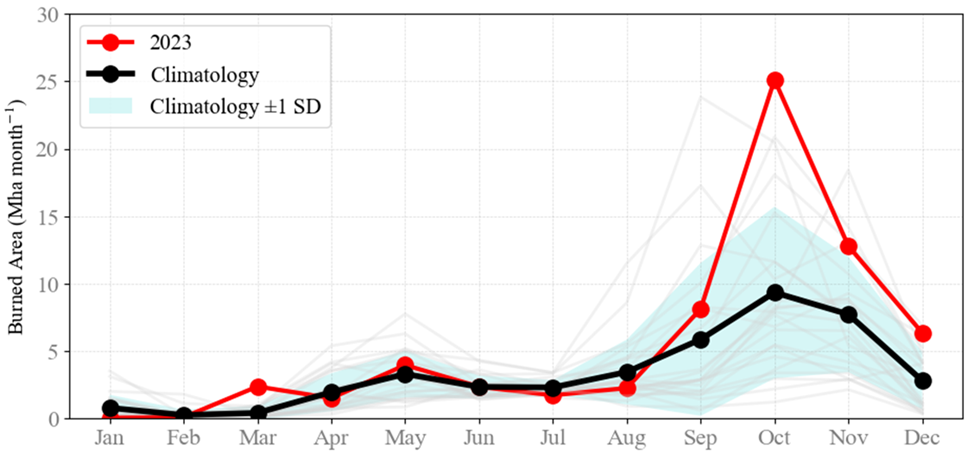 30
25
20
15
10
5
0
Burned Area (Mha month⁻¹)
2023
Climatology
Climatology ±1 SD
Jan Feb Mar Apr May Jun Jul Aug Sep Oct Nov Dec